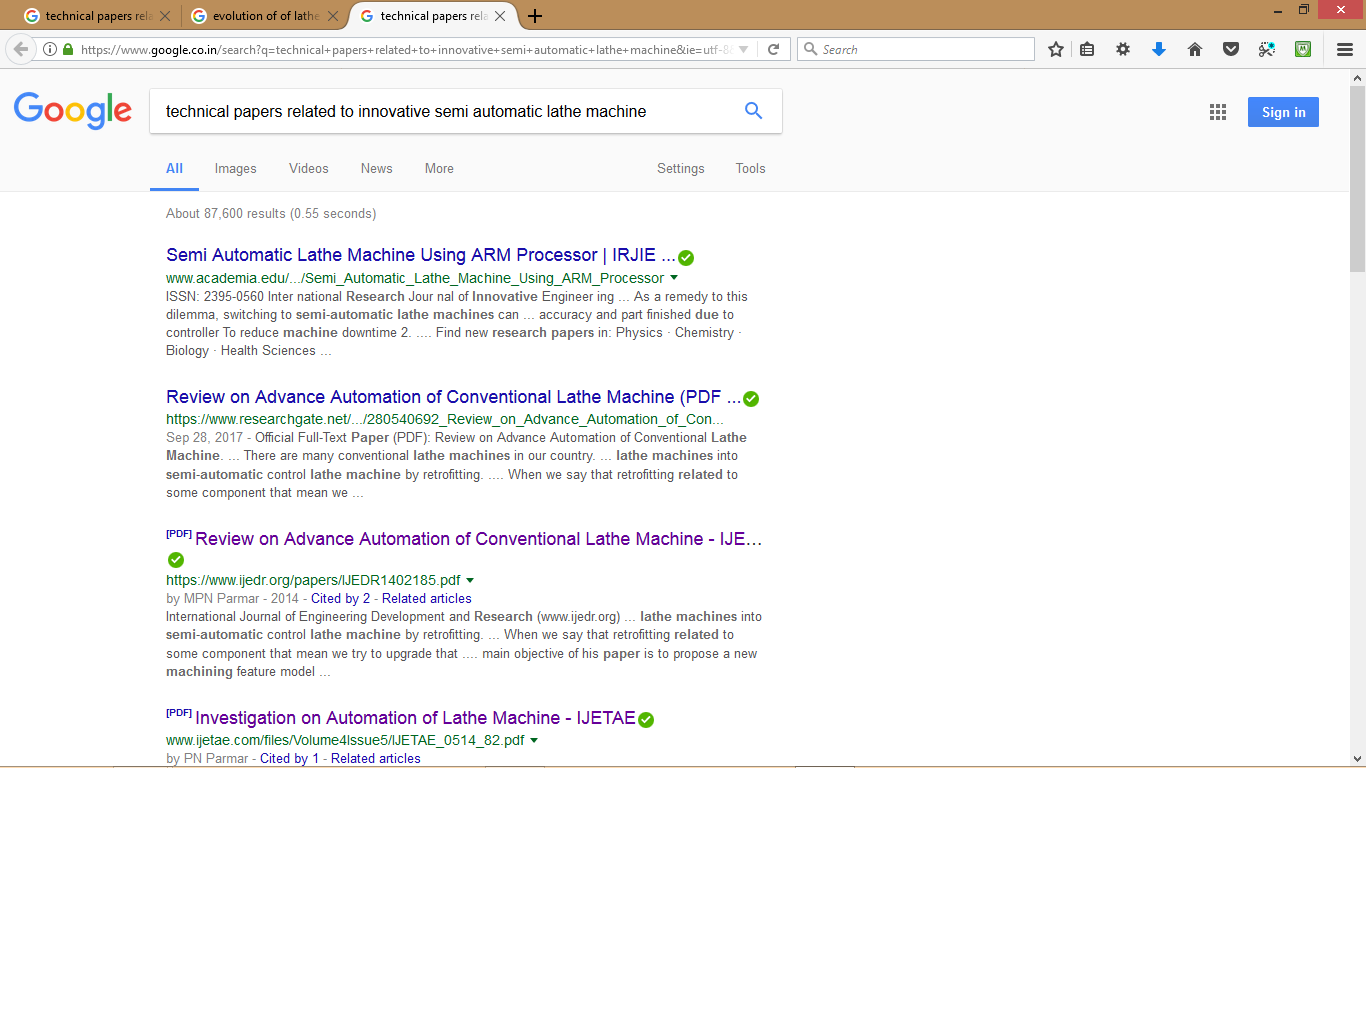 technical papers rela
evolution of of lathe
technical papers rela
https://www.google.co.in/search?q=technical+papers+related+to+innovative+semi+automatic+lathe+machine&ie=utf-8
Search
Google
technical papers related to innovative semi automatic lathe machine
Sign in
All Images Videos News More Settings Tools
About 87,600 results (0.55 seconds)
Semi Automatic Lathe Machine Using ARM Processor | IRJIE ...
www.academia.edu/.../Semi_Automatic_Lathe_Machine_Using_ARM_Processor
ISSN: 2395-0560 Inter national Research Jour nal of Innovative Engineer ing ... As a remedy to this
dilemma, switching to semi-automatic lathe machines can ... accuracy and part finished due to
controller To reduce machine downtime 2. .... Find new research papers in: Physics · Chemistry ·
Biology · Health Sciences ...
Review on Advance Automation of Conventional Lathe Machine (PDF ...
https://www.researchgate.net/.../280540692_Review_on_Advance_Automation_of_Con...
Sep 28, 2017 - Official Full-Text Paper (PDF): Review on Advance Automation of Conventional Lathe
Machine. ... There are many conventional lathe machines in our country. ... lathe machines into
semi-automatic control lathe machine by retrofitting. .... When we say that retrofitting related to
some component that mean we ...
[PDF] Review on Advance Automation of Conventional Lathe Machine - IJE...
https://www.ijedr.org/papers/IJEDR1402185.pdf
by MPN Parmar - 2014 - Cited by 2 - Related articles
International Journal of Engineering Development and Research (www.ijedr.org) ... lathe machines into
semi-automatic control lathe machine by retrofitting. ... When we say that retrofitting related to
some component that mean we try to upgrade that .... main objective of his paper is to propose a new
machining feature model ...
[PDF] Investigation on Automation of Lathe Machine - IJETAE
www.ijetae.com/files/Volume4Issue5/IJETAE_0514_82.pdf
by PN Parmar - Cited by 1 - Related articles